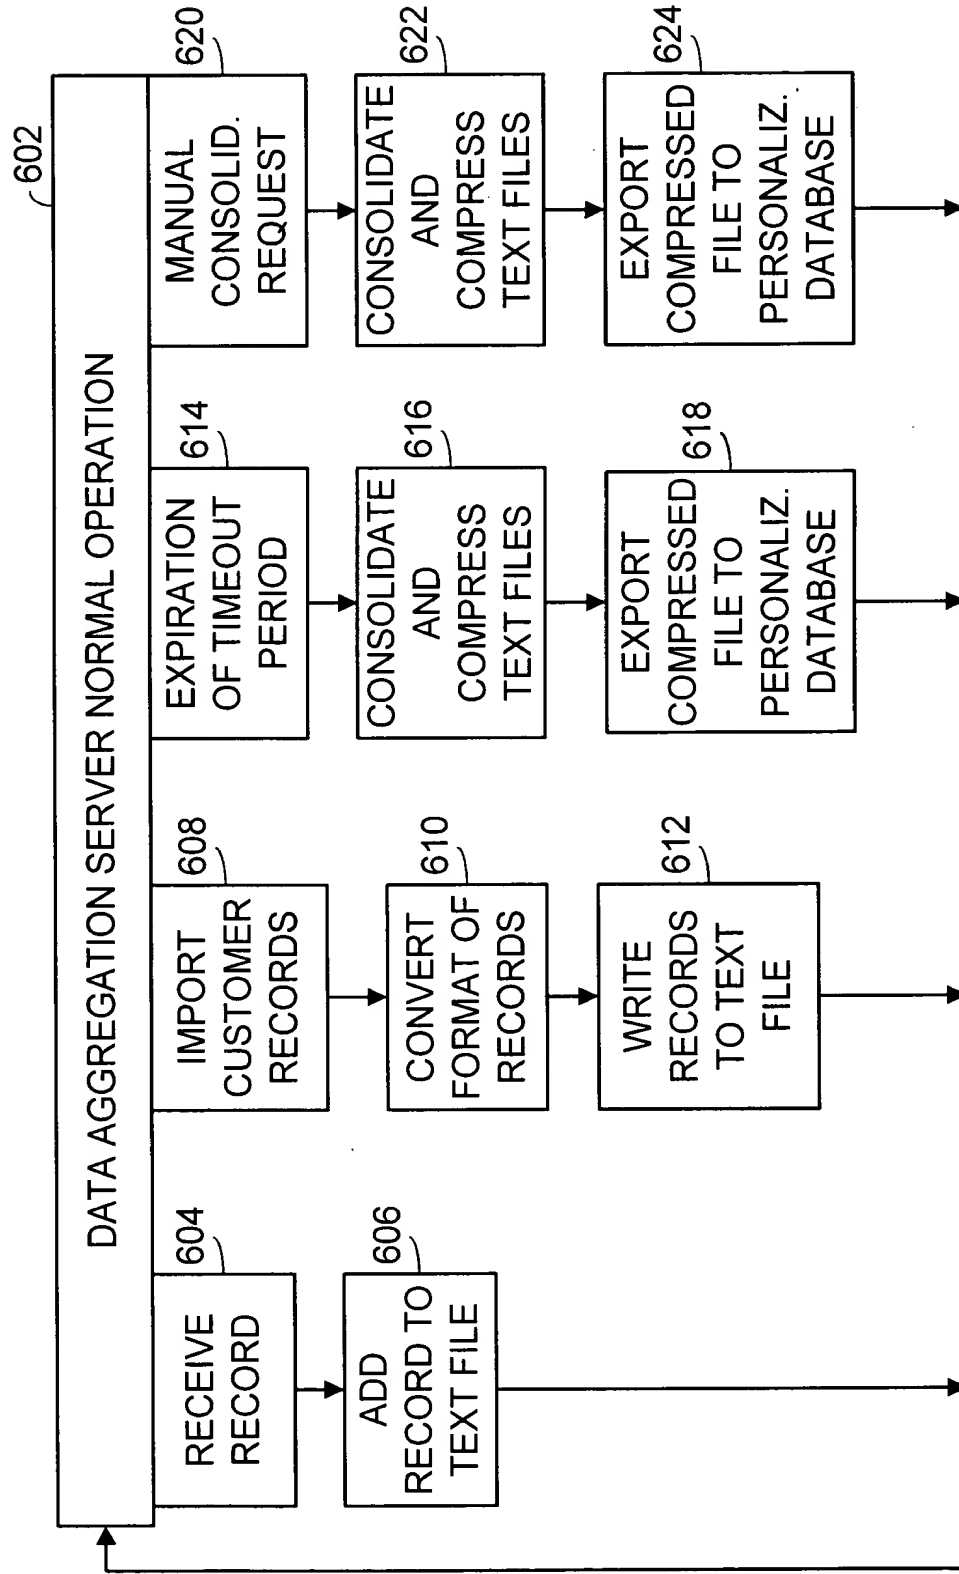 602
DATA AGGREGATION SERVER NORMAL OPERATION
604
RECEIVE
RECORD
606
ADD
RECORD TO
TEXT FILE
608
IMPORT
CUSTOMER
RECORDS
610
CONVERT
FORMAT OF
RECORDS
612
WRITE
RECORDS
TO TEXT
FILE
614
EXPIRATION
OF TIMEOUT
PERIOD
616
CONSOLIDATE
AND
COMPRESS
TEXT FILES
618
EXPORT
COMPRESSED
FILE TO
PERSONALIZ.
DATABASE
620
MANUAL
CONSOLID.
REQUEST
622
CONSOLIDATE
AND
COMPRESS
TEXT FILES
624
EXPORT
COMPRESSED
FILE TO
PERSONALIZ.
DATABASE